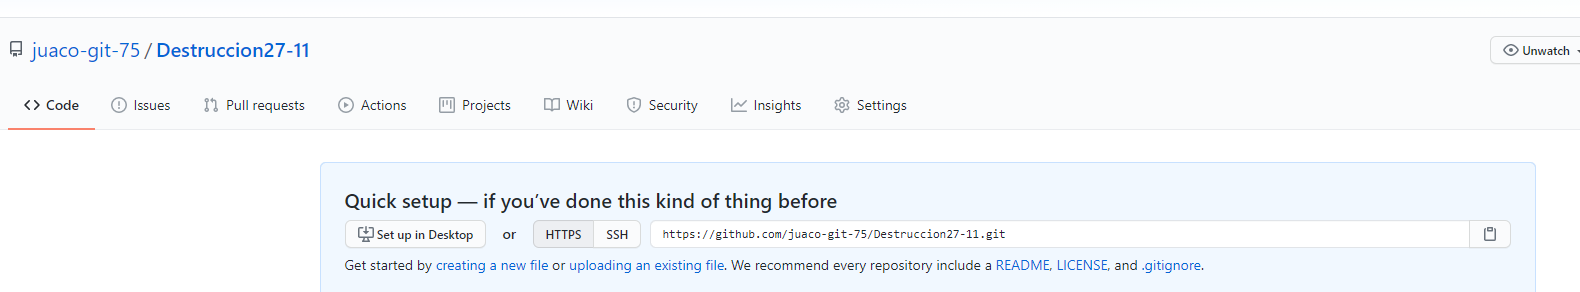 juaco-git-75 / Destruccion27-11
Unwatch
Code Issues Pull requests Actions Projects Wiki Security Insights Settings
Quick setup — if you’ve done this kind of thing before
Set up in Desktop or HTTPS SSH https://github.com/juaco-git-75/Destruccion27-11.git
Get started by creating a new file or uploading an existing file. We recommend every repository include a README, LICENSE, and .gitignore.